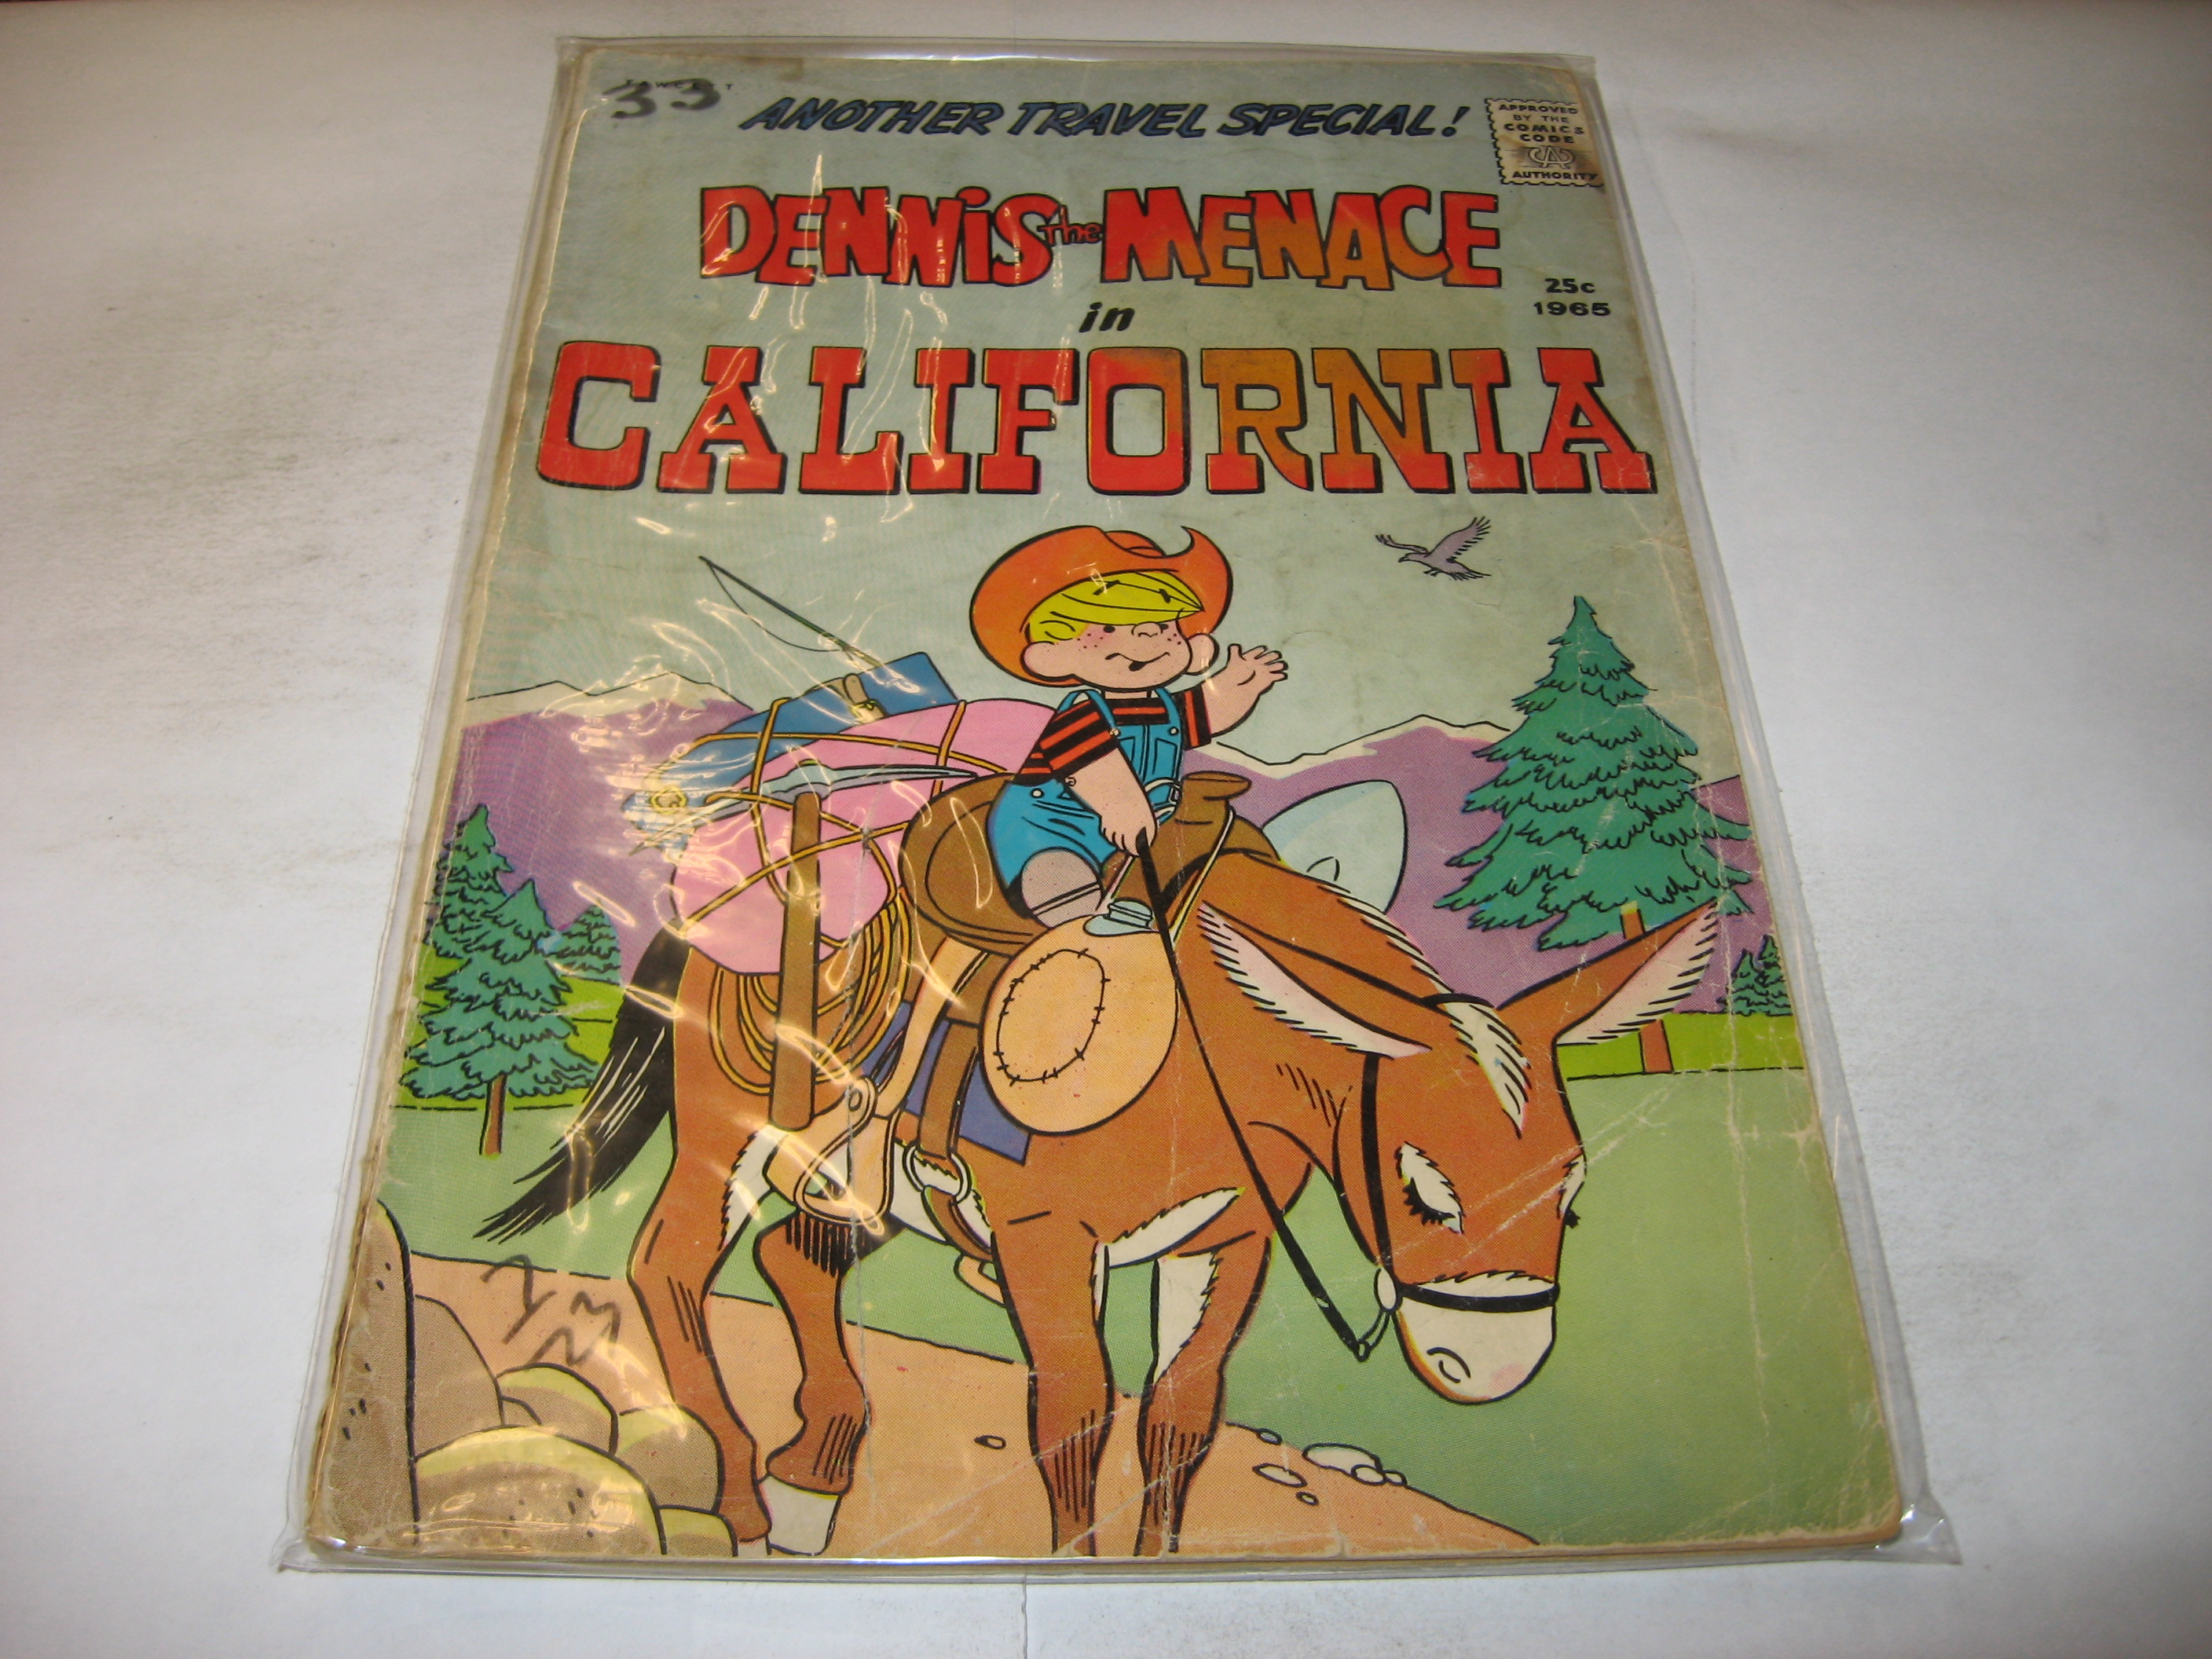 33
ANOTHER TRAVEL SPECIAL!
APPROVED
BY THE
COMICS
CODE
CA
AUTHORITY
DENNIS the MENACE
25c
1965
in
CALIFORNIA